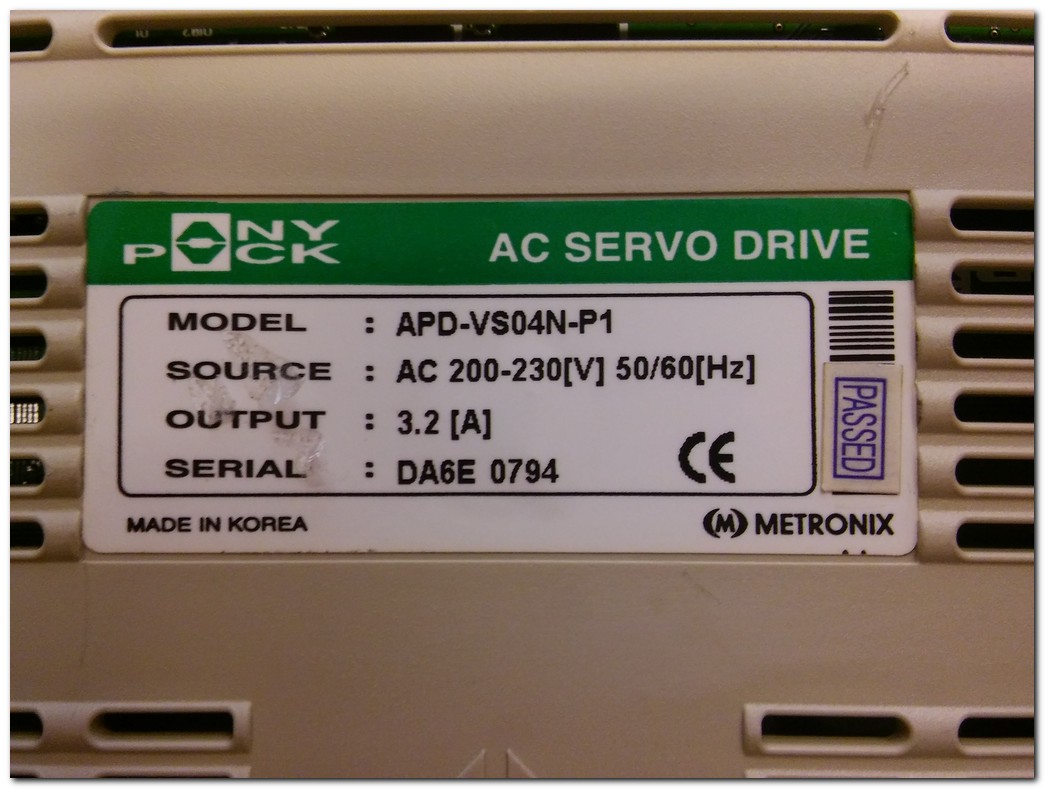 ANY
PACK
AC SERVO DRIVE
MODEL : APD-VS04N-P1
SOURCE : AC 200-230[V] 50/60[Hz]
OUTPUT : 3.2 [A]
SERIAL : DA6E 0794
CE
PASSED
MADE IN KOREA
(M) METRONIX